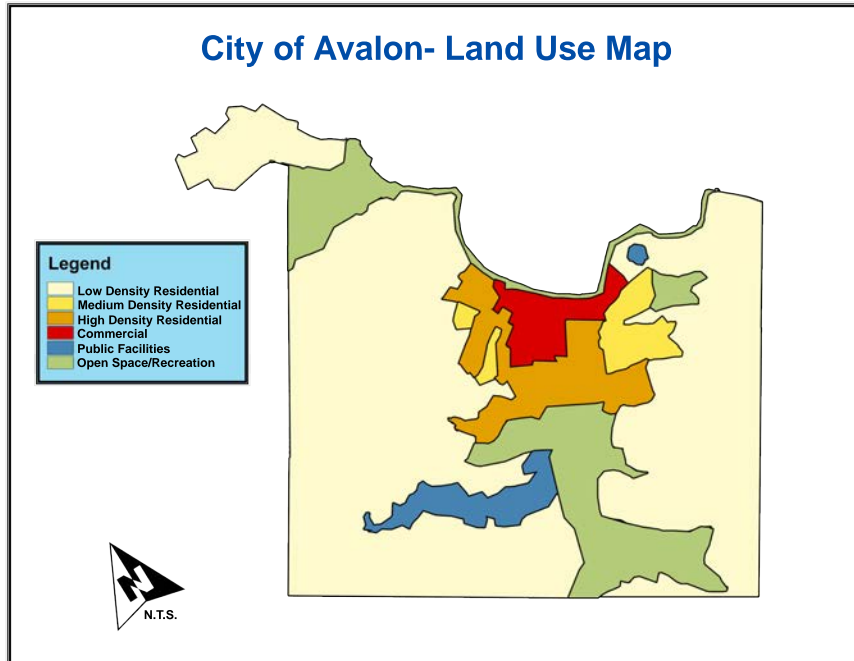 City of Avalon- Land Use Map
Legend
Low Density Residential
Medium Density Residential
High Density Residential
Commercial
Public Facilities
Open Space/Recreation
N
N.T.S.